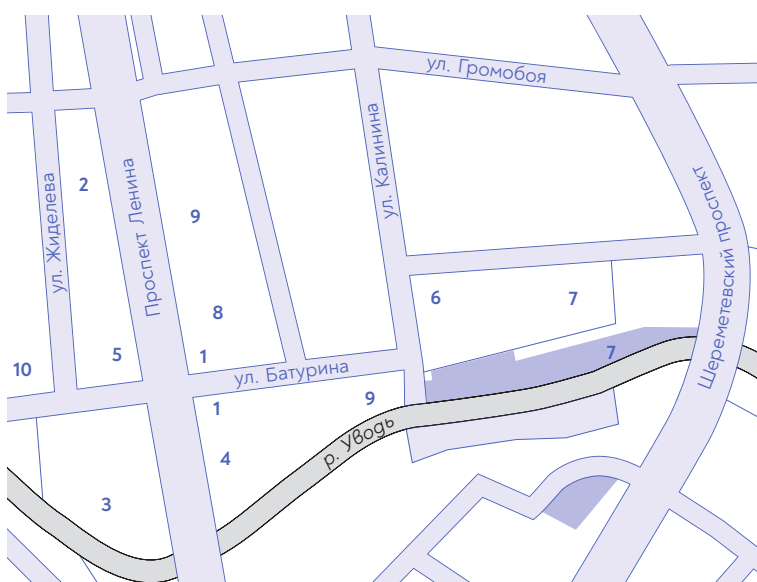 ул. Громобоя
ул. Калинина
2
Проспект Ленина
ул. Жиделева
9
Шереметевский проспект
6
7
8
7
10
5
1
ул. Батурина
1
9
р. Уводь
4
3